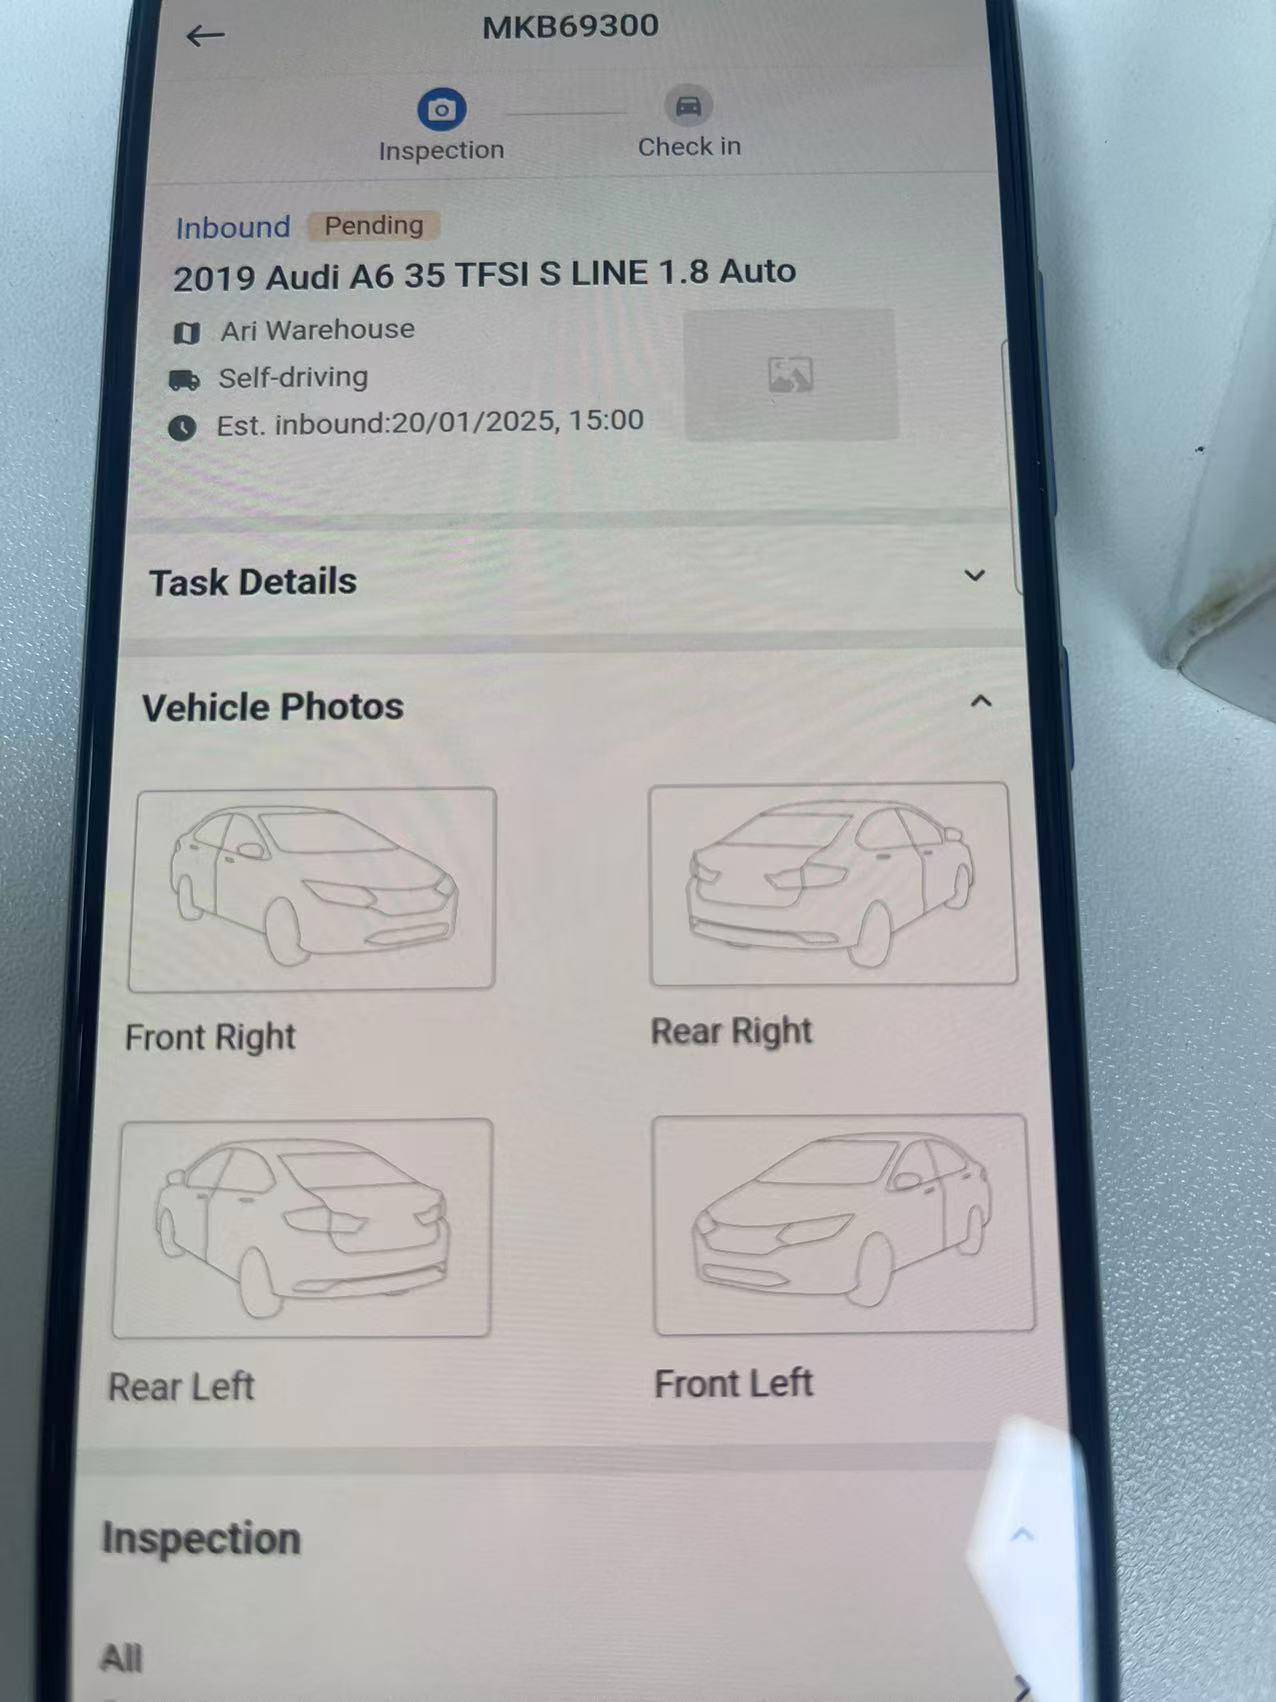 MKB69300
Inspection
Check in
Inbound Pending
2019 Audi A6 35 TFSI S LINE 1.8 Auto
Ari Warehouse
Self-driving
Est. inbound:20/01/2025, 15:00
Task Details
Vehicle Photos
Front Right
Rear Right
Rear Left
Front Left
Inspection
All